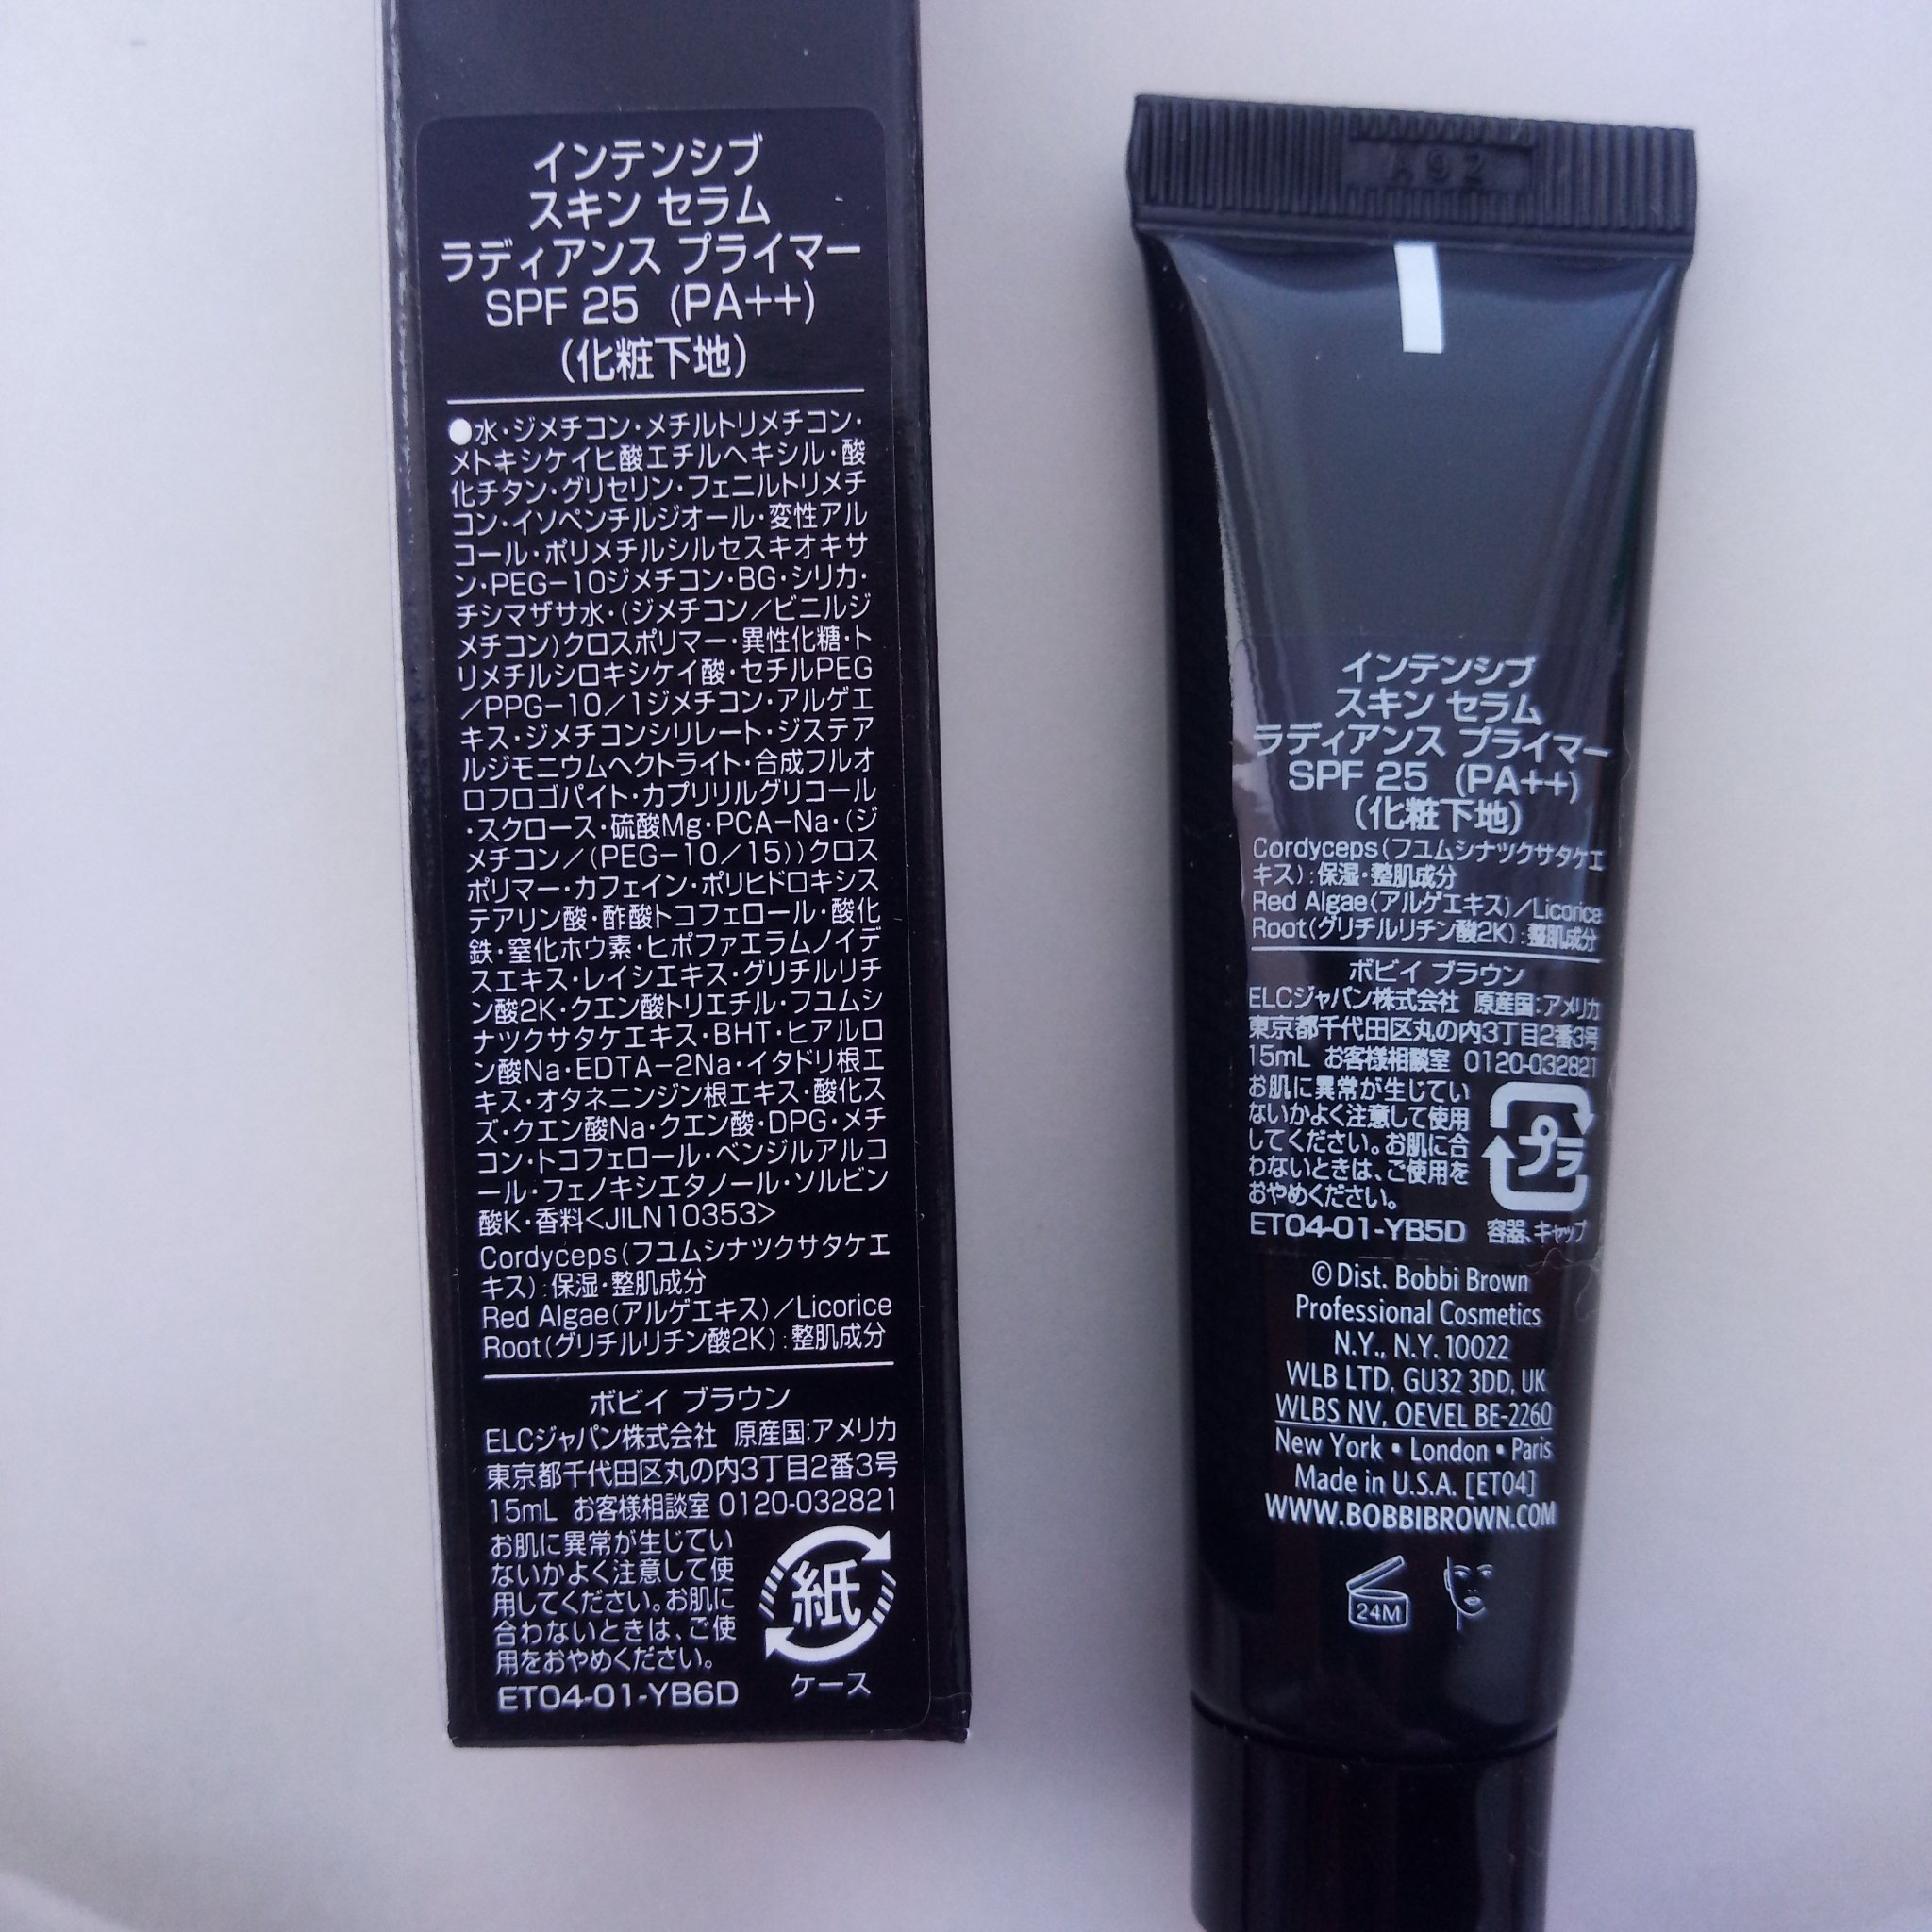 インテンシブ
スキン セラム
ラディアンス プライマー
SPF 25 (PA++)
(化粧下地)
●水・ジメチコン・メチルトリメチコン・
メトキシケイヒ酸エチルヘキシル・酸
化チタン・グリセリン・フェニルトリメチ
コン・イソペンチルジオール・変性アル
コール・ポリメチルシルセスキオキサ
ン・PEG-10ジメチコン・BG・シリカ・
チシマザサ水・(ジメチコン/ビニルジ
メチコン)クロスポリマー・異性化糖・ト
リメチルシロキシケイ酸・セチルPEG
/PPG-10/1ジメチコン・アルゲエ
キス・ジメチコンシリレート・ジステア
ルジモニウムヘクトライト・合成フルオ
ロフロゴパイト・カプリリルグリコール
・スクロース・硫酸Mg・PCA-Na・(ジ
メチコン/(PEG-10/15))クロス
ポリマー・カフェイン・ポリヒドロキシス
テアリン酸・酢酸トコフェロール・酸化
鉄・窒化ホウ素・ヒポファエラムノイデ
スエキス・レイシエキス・グリチルリチ
ン酸2K・クエン酸トリエチル・フユムシ
ナツクサタケエキス・BHT・ヒアルロ
ン酸Na・EDTA-2Na・イタドリ根エ
キス・オタネニンジン根エキス・酸化ス
ズ・クエン酸Na・クエン酸・DPG・メチ
コン・トコフェロール・ベンジルアルコ
ール・フェノキシエタノール・ソルビン
酸K・香料<JILN10353>
Cordyceps(フユムシナツクサタケエ
キス):保湿・整肌成分
Red Algae(アルゲエキス)/Licorice
Root(グリチルリチン酸2K):整肌成分
ボビイ ブラウン
ELCジャパン株式会社 原産国:アメリカ
東京都千代田区丸の内3丁目2番3号
15mL お客様相談室 0120-032821
お肌に異常が生じてい
ないかよく注意して使
用してください。お肌に
合わないときは、ご使
用をおやめください。
ET04-01-YB6D
紙
ケース
A92
インテンシブ
スキン セラム
ラディアンス プライマー
SPF 25 (PA++)
(化粧下地)
Cordyceps(フユムシナツクサタケエ
キス):保湿・整肌成分
Red Algae(アルゲエキス)/Licorice
Root(グリチルリチン酸2K):整肌成分
ボビイ ブラウン
ELCジャパン株式会社 原産国:アメリカ
東京都千代田区丸の内3丁目2番3号
15mL お客様相談室 0120-032821
お肌に異常が生じてい
ないかよく注意して使用
してください。お肌に合
わないときは、ご使用を
おやめください。
ET04-01-YB5D
プラ
容器、キャップ
© Dist. Bobbi Brown
Professional Cosmetics
N.Y., N.Y. 10022
WLB LTD, GU32 3DD, UK
WLBS NV, OEVEL BE-2260
New York • London • Paris
Made in U.S.A. [ET04]
WWW.BOBBIBROWN.COM
24M